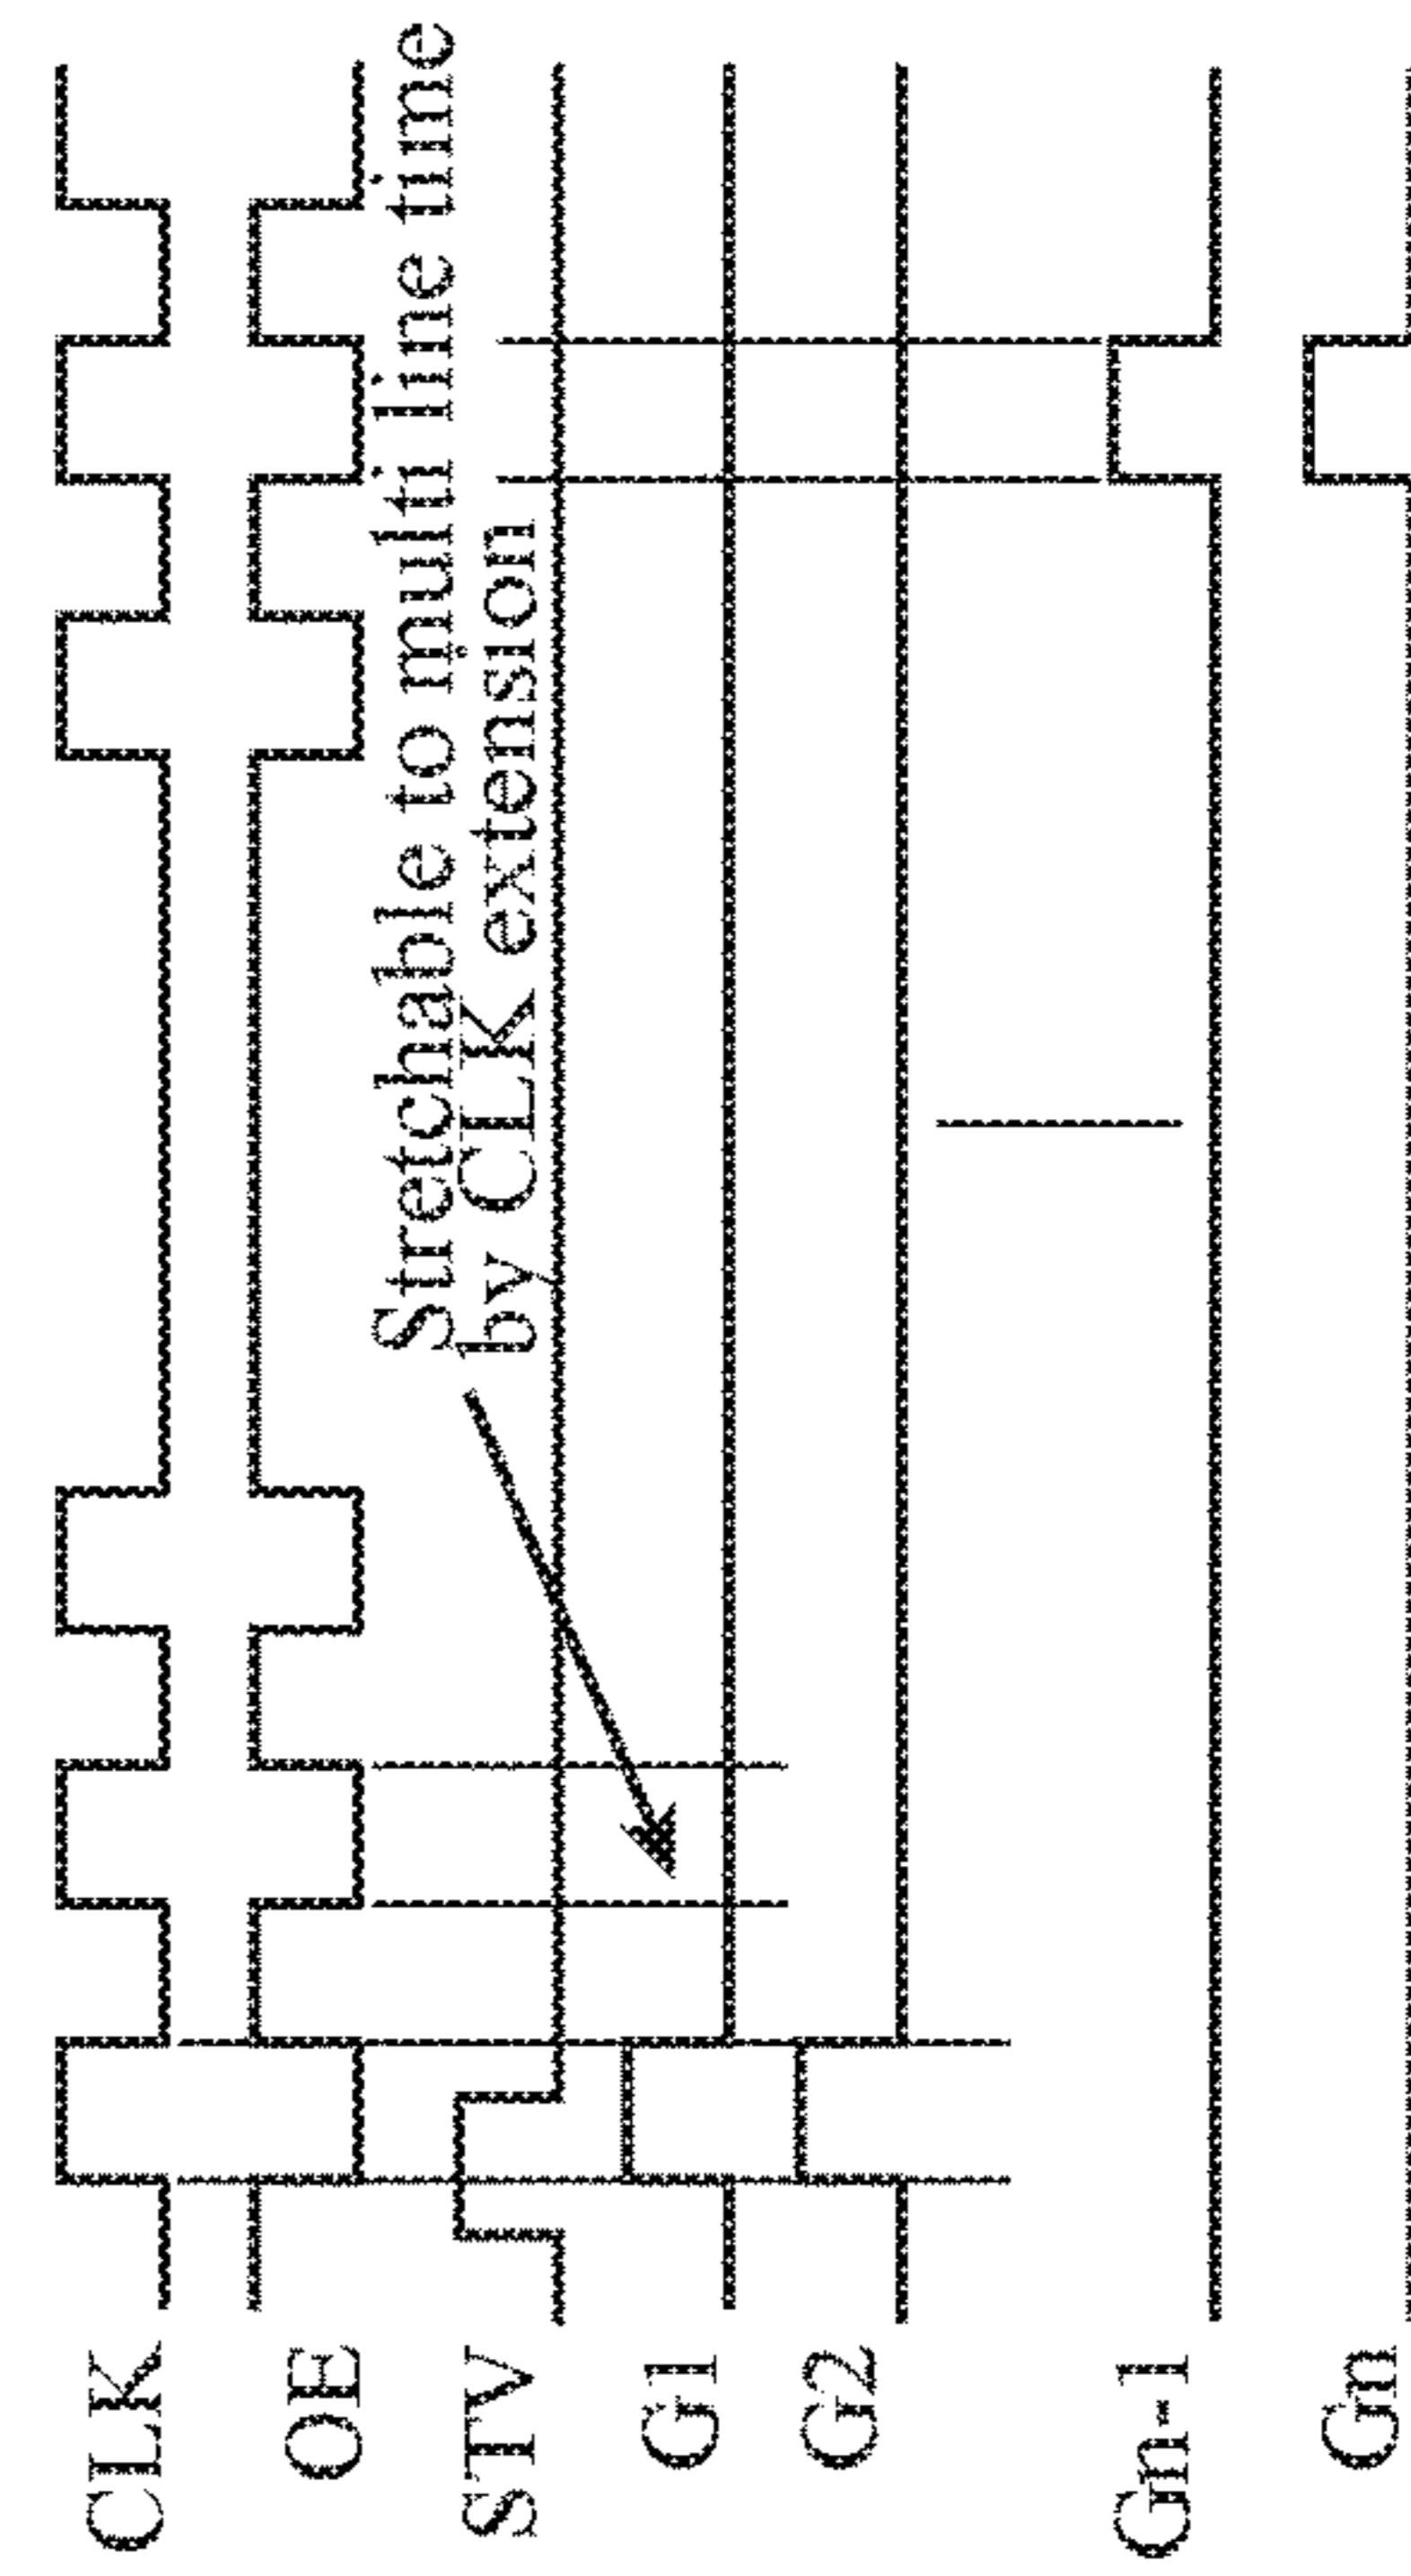 CLK
OE
Stretchable to multi line time
by CLK extension
STV
G1
G2
Gn-1
Gn